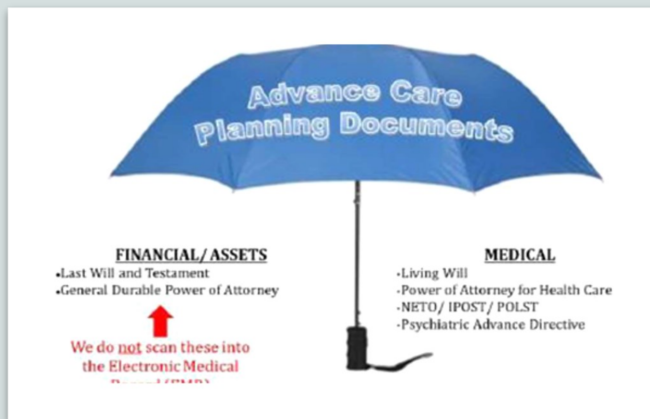 Advance Care
Planning Documents
FINANCIAL/ ASSETS
•Last Will and Testament
•General Durable Power of Attorney
We do not scan these into
the Electronic Medical
MEDICAL
•Living Will
•Power of Attorney for Health Care
•NETO/ IPOST/ POLST
•Psychiatric Advance Directive